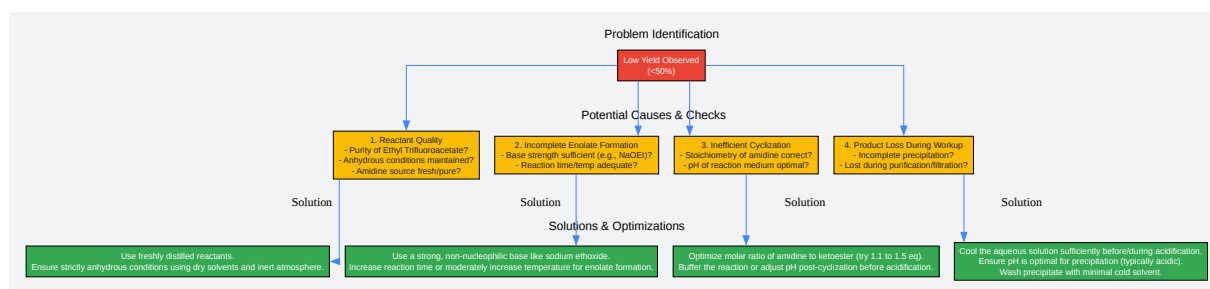 Problem Identification
Low Yield Observed
(<50%)
Potential Causes & Checks
1. Reactant Quality
- Purity of Ethyl Trifluoroacetate?
- Anhydrous conditions maintained?
- Amidine source fresh/pure?
2. Incomplete Enolate Formation
- Base strength sufficient (e.g., NaOEt)?
- Reaction time/temp adequate?
3. Inefficient Cyclization
- Stoichiometry of amidine correct?
- pH of reaction medium optimal?
4. Product Loss During Workup
- Incomplete precipitation?
- Lost during purification/filtration?
Solution
Solution
Solution
Solution
Solutions & Optimizations
Use freshly distilled reactants.
Ensure strictly anhydrous conditions using dry solvents and inert atmosphere.
Use a strong, non-nucleophilic base like sodium ethoxide.
Increase reaction time or moderately increase temperature for enolate formation.
Optimize molar ratio of amidine to ketoester (try 1.1 to 1.5 eq).
Buffer the reaction or adjust pH post-cyclization before acidification.
Cool the aqueous solution sufficiently before/during acidification.
Ensure pH is optimal for precipitation (typically acidic).
Wash precipitate with minimal cold solvent.